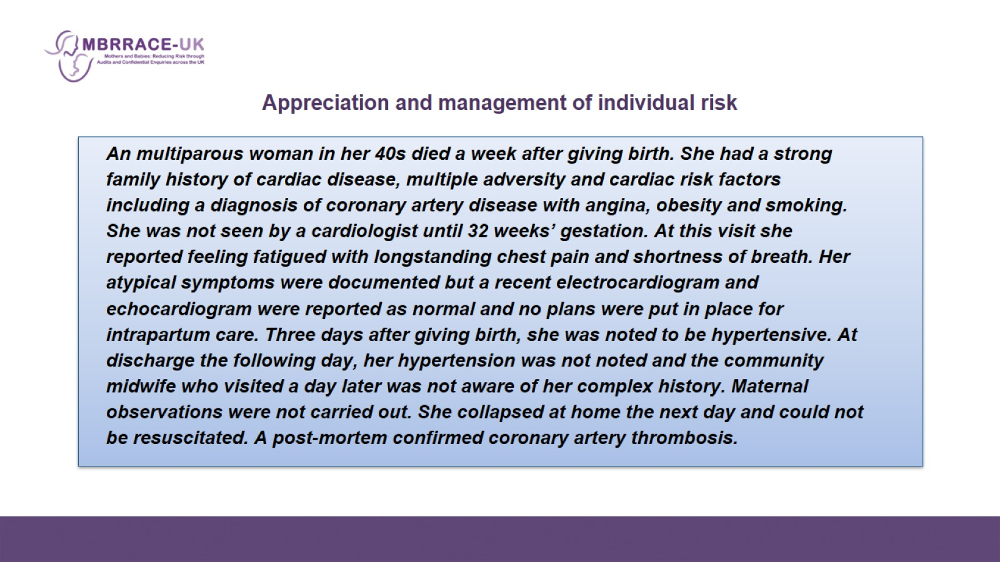 MBRRACE-UK
Mothers and Babies: Reducing Risk through
Audits and Confidential Enquiries across the UK
Appreciation and management of individual risk
An multiparous woman in her 40s died a week after giving birth. She had a strong
family history of cardiac disease, multiple adversity and cardiac risk factors
including a diagnosis of coronary artery disease with angina, obesity and smoking.
She was not seen by a cardiologist until 32 weeks’ gestation. At this visit she
reported feeling fatigued with longstanding chest pain and shortness of breath. Her
atypical symptoms were documented but a recent electrocardiogram and
echocardiogram were reported as normal and no plans were put in place for
intrapartum care. Three days after giving birth, she was noted to be hypertensive. At
discharge the following day, her hypertension was not noted and the community
midwife who visited a day later was not aware of her complex history. Maternal
observations were not carried out. She collapsed at home the next day and could not
be resuscitated. A post-mortem confirmed coronary artery thrombosis.